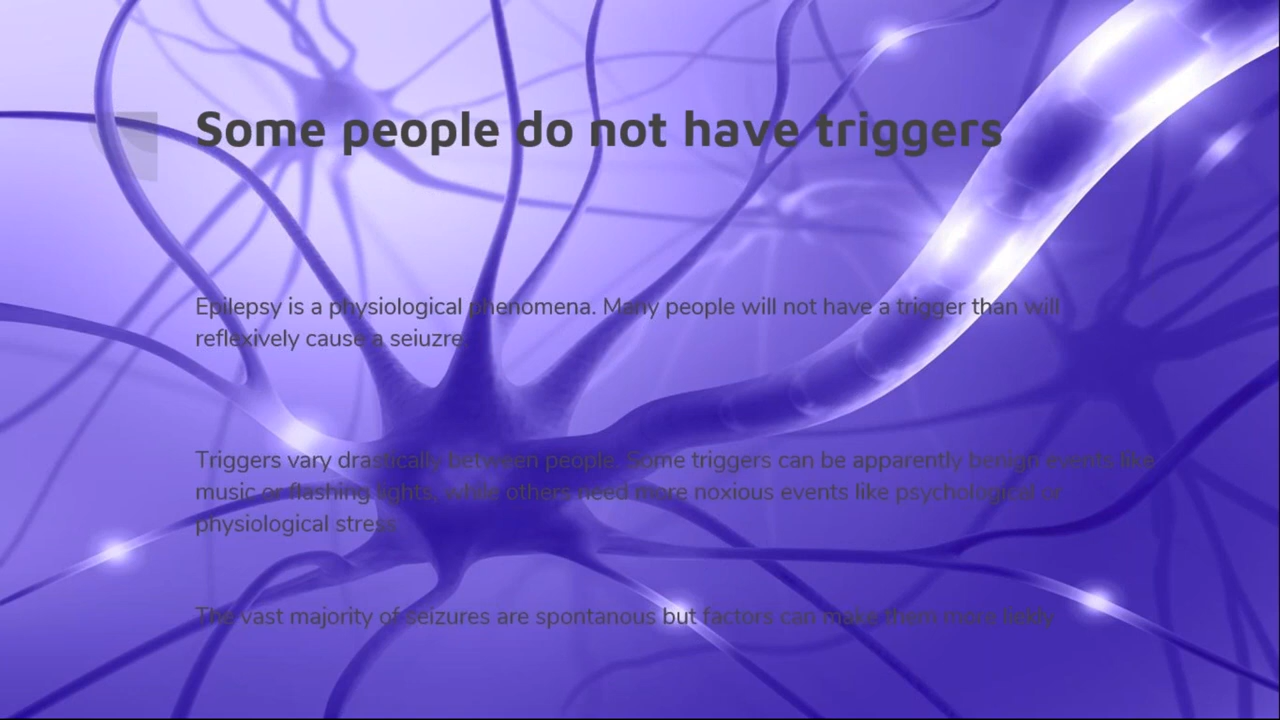 Some people do not have triggers
Epilepsy is a physiological phenomena. Many people will not have a trigger than will
reflexively cause a seiuzre.
Triggers vary drastically between people. Some triggers can be apparently benign events like
music or flashing lights, while others need more noxious events like psychological or
physiological stress.
The vast majority of seizures are spontanous but factors can make them more liekly